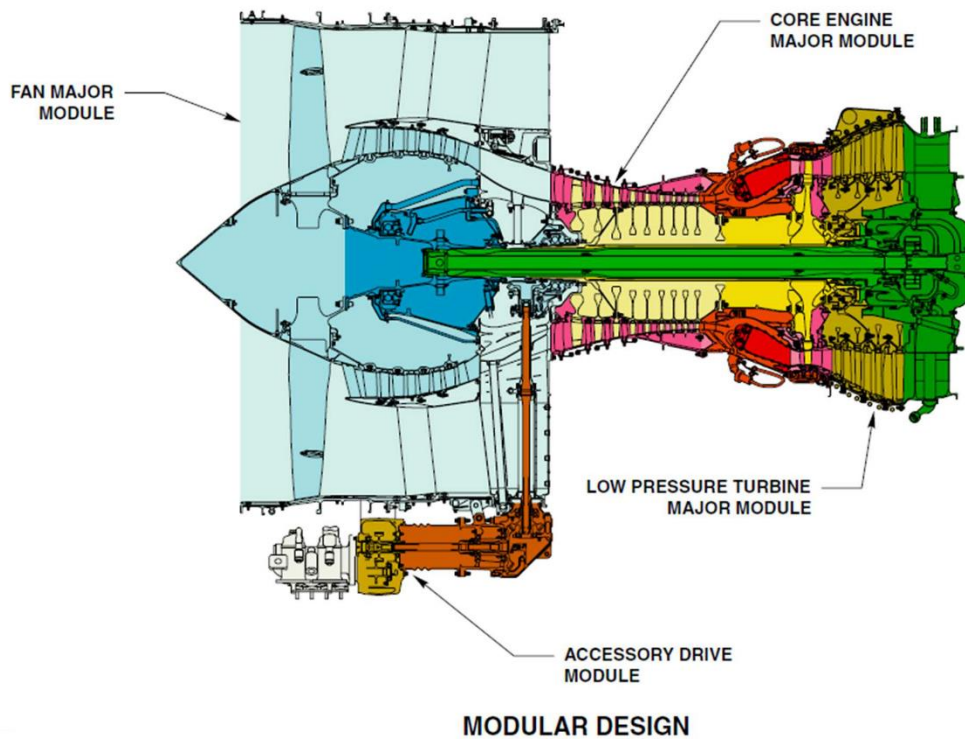 CORE ENGINE
MAJOR MODULE
FAN MAJOR
MODULE
LOW PRESSURE TURBINE
MAJOR MODULE
ACCESSORY DRIVE
MODULE
MODULAR DESIGN